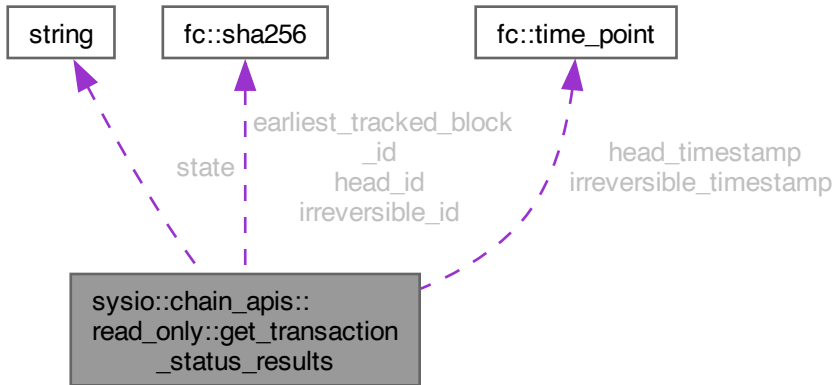 string
fc::sha256
fc::time_point
state
earliest_tracked_block
_id
head_id
irreversible_id
head_timestamp
irreversible_timestamp
sysio::chain_apis::
read_only::get_transaction
_status_results